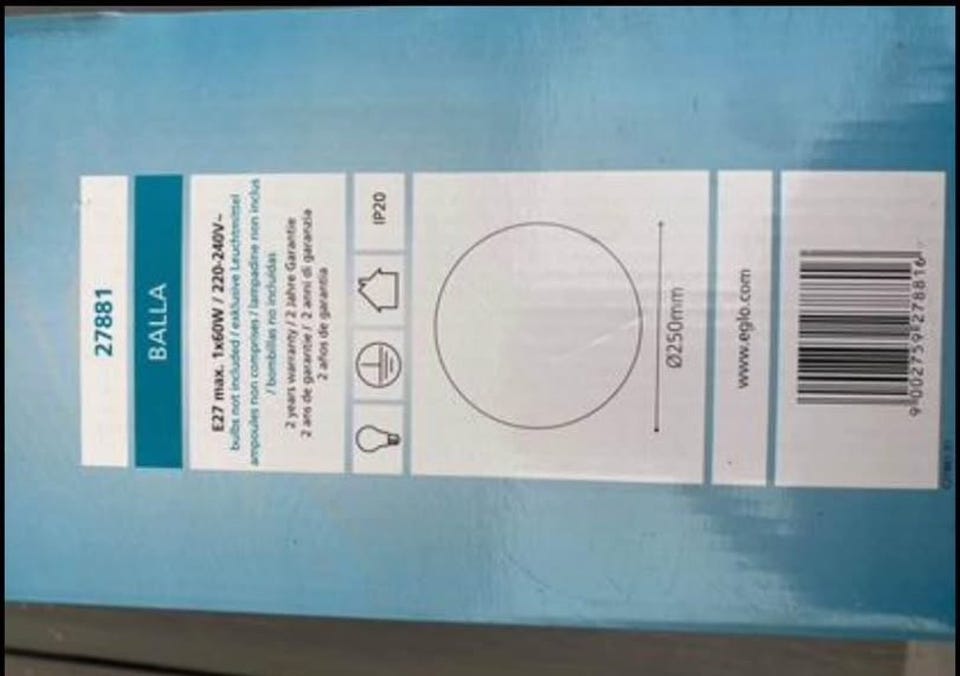 27881
BALLA
E27 max. 1x60W / 220-240V~
bulbs not included / exklusive Leuchtmittel
ampoules non comprises / lampadine non inclus
/ bombillas no incluidas
2 years warranty / 2 Jahre Garantie
2 ans de garantie / 2 anni di garanzia
2 años de garantía
IP20
Ø250mm
www.eglo.com
9 002759 278816